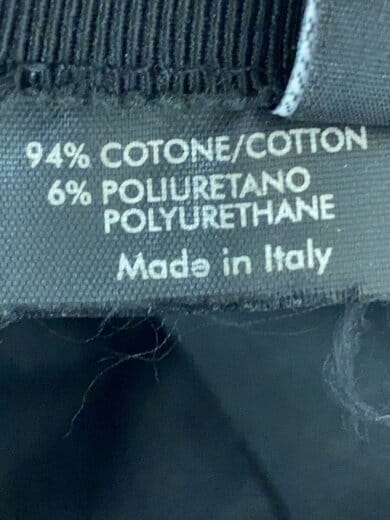 94% COTONE/COTTON
6% POLIURETANO
POLYURETHANE
Made in Italy